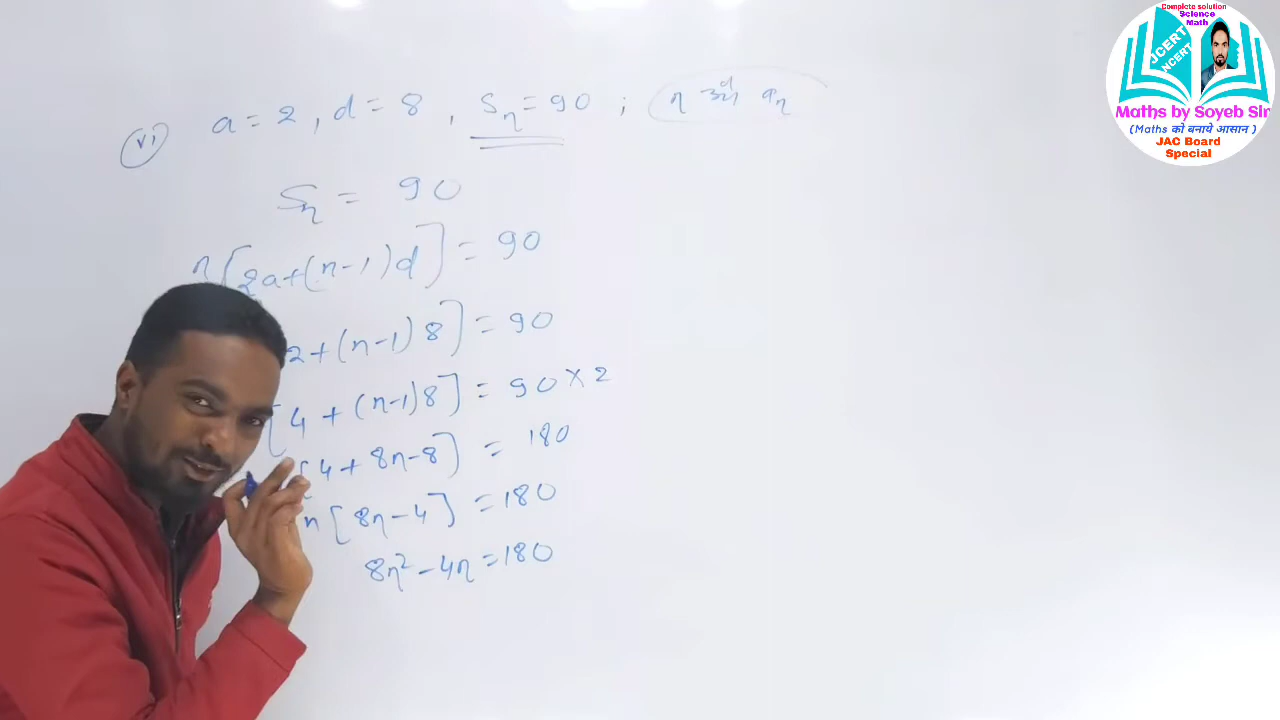 (vi) a = 2 , d = 8 , Sn = 90 ; n और an
Sn = 90
n [2a+(n-1)d] = 90
2+(n-1)8] = 90
[4 + (n-1)8] = 90 × 2
[4 + 8n-8] = 180
n [8n-4] = 180
8n² - 4n = 180
Complete solution
Science
Math
JCERT
NCERT
Maths by Soyeb Sir
(Maths को बनाये आसान )
JAC Board
Special